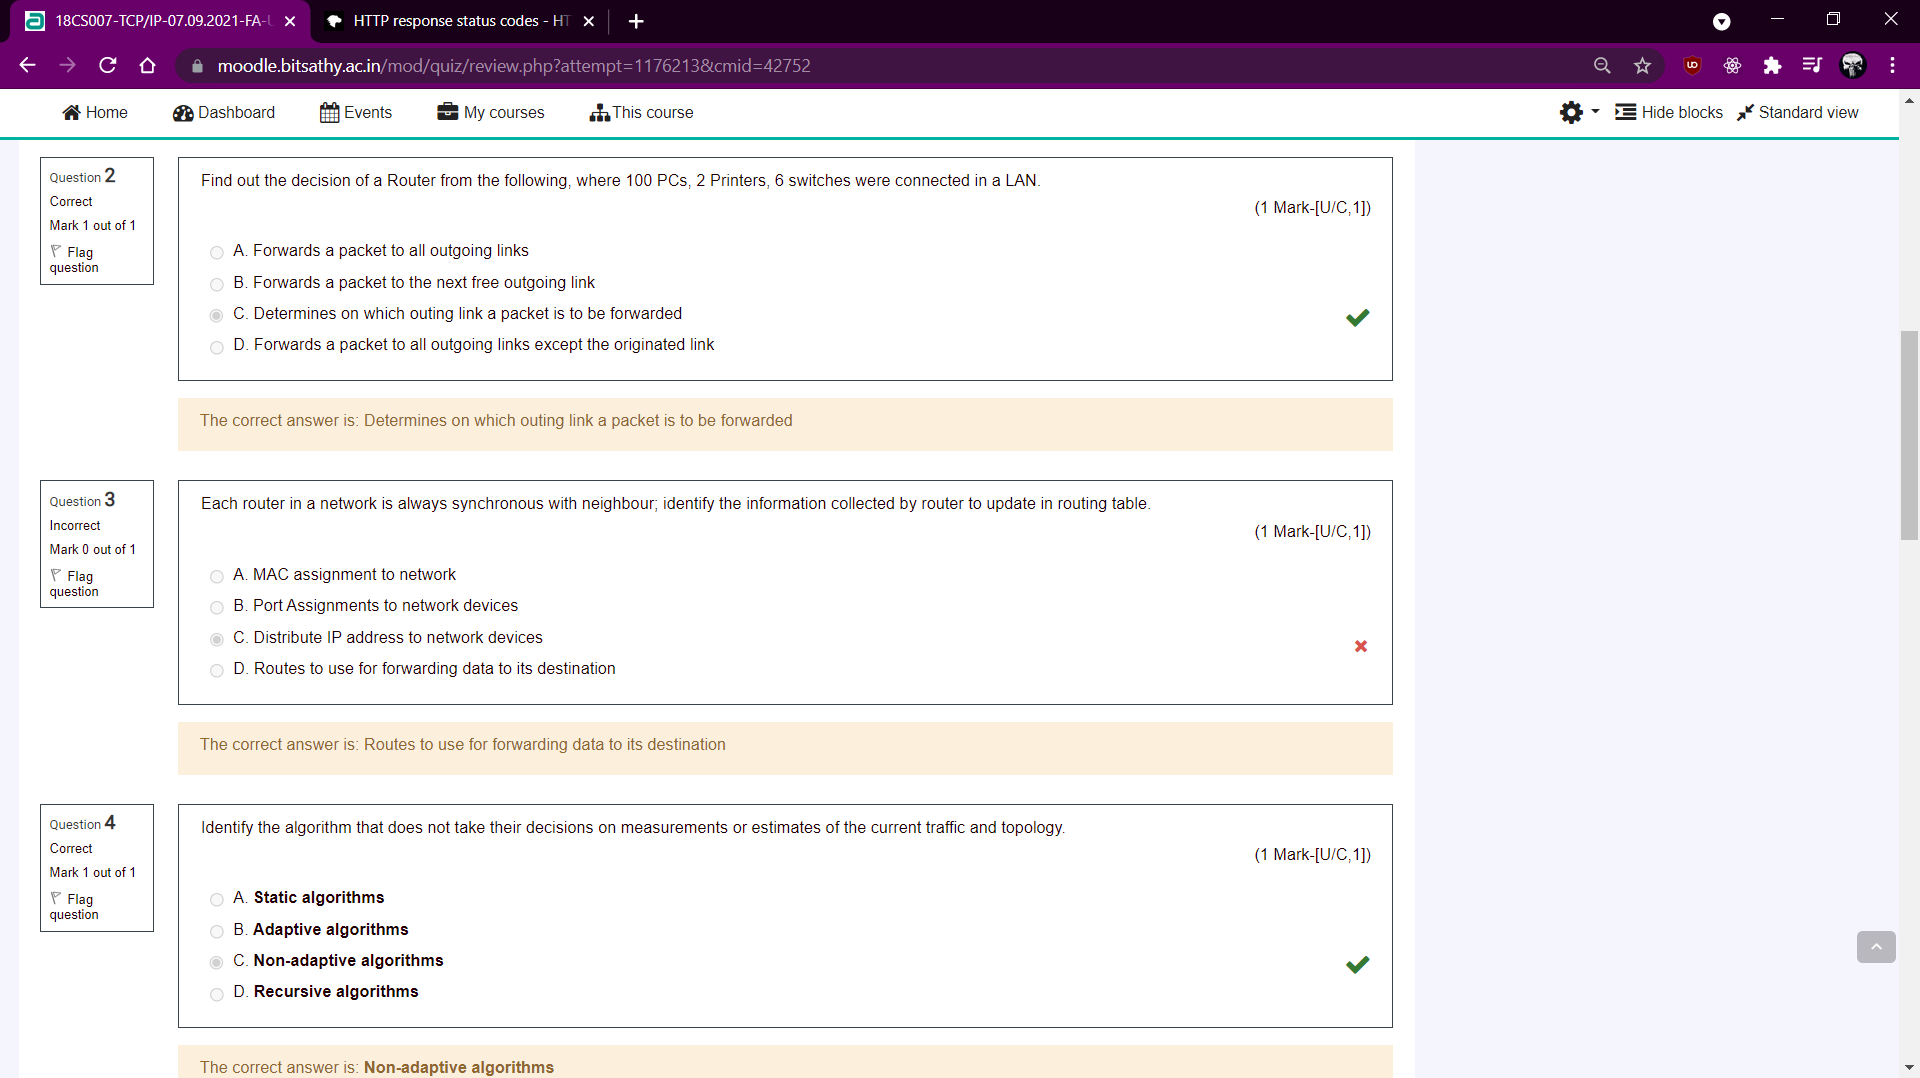 18CS007-TCP/IP-07.09.2021-FA-
HTTP response status codes - HT
moodle.bitsathy.ac.in/mod/quiz/review.php?attempt=1176213&cmid=42752
Home Dashboard Events My courses This course Hide blocks Standard view
Question 2
Correct
Mark 1 out of 1
Flag
question
Find out the decision of a Router from the following, where 100 PCs, 2 Printers, 6 switches were connected in a LAN.
(1 Mark-[U/C,1])
A. Forwards a packet to all outgoing links
B. Forwards a packet to the next free outgoing link
C. Determines on which outing link a packet is to be forwarded
D. Forwards a packet to all outgoing links except the originated link
The correct answer is: Determines on which outing link a packet is to be forwarded
Question 3
Incorrect
Mark 0 out of 1
Flag
question
Each router in a network is always synchronous with neighbour; identify the information collected by router to update in routing table.
(1 Mark-[U/C,1])
A. MAC assignment to network
B. Port Assignments to network devices
C. Distribute IP address to network devices
D. Routes to use for forwarding data to its destination
The correct answer is: Routes to use for forwarding data to its destination
Question 4
Correct
Mark 1 out of 1
Flag
question
Identify the algorithm that does not take their decisions on measurements or estimates of the current traffic and topology.
(1 Mark-[U/C,1])
A. Static algorithms
B. Adaptive algorithms
C. Non-adaptive algorithms
D. Recursive algorithms
The correct answer is: Non-adaptive algorithms